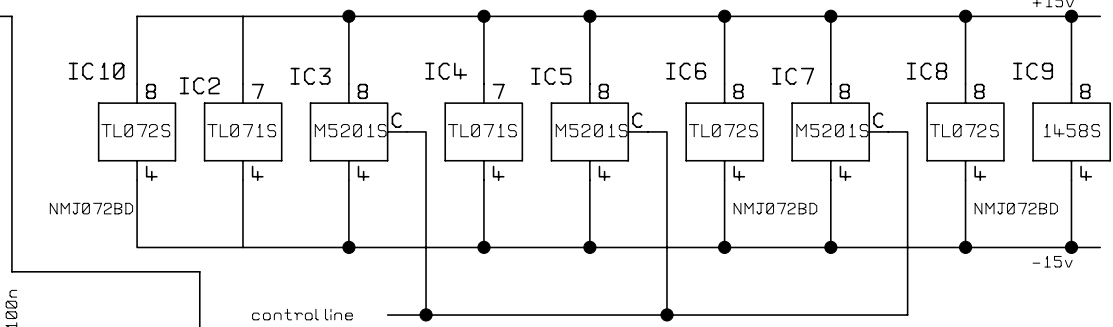 +15v
IC10
IC2
IC3
IC4
IC5
IC6
IC7
IC8
IC9
8
7
8
7
8
8
8
8
8
TL072S
TL071S
M5201S
C
TL071S
M5201S
C
TL072S
M5201S
C
TL072S
1458S
4
4
4
4
4
4
4
4
4
NMJ072BD
NMJ072BD
NMJ072BD
-15v
100n
control line